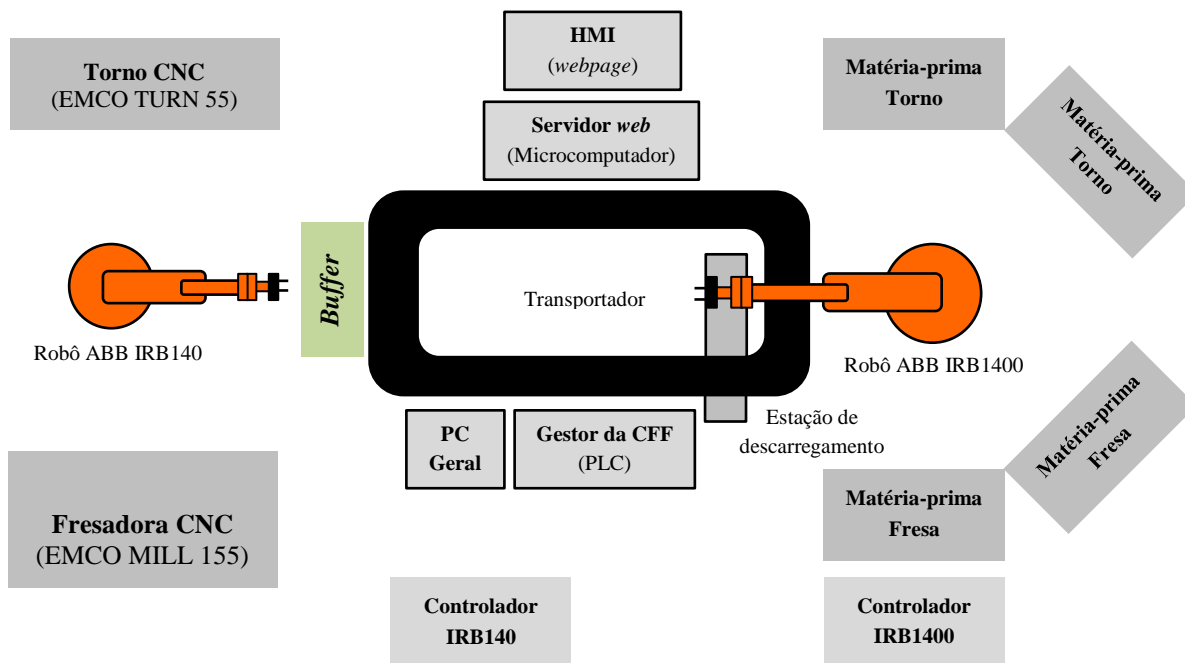 Torno CNC
(EMCO TURN 55)
HMI
(webpage)
Matéria-prima
Torno
Matéria-prima
Torno
Servidor web
(Microcomputador)
Buffer
Transportador
Robô ABB IRB140
Robô ABB IRB1400
PC
Geral
Gestor da CFF
(PLC)
Estação de
descarregamento
Matéria-prima
Fresa
Matéria-prima
Fresa
Fresadora CNC
(EMCO MILL 155)
Controlador
IRB140
Controlador
IRB1400